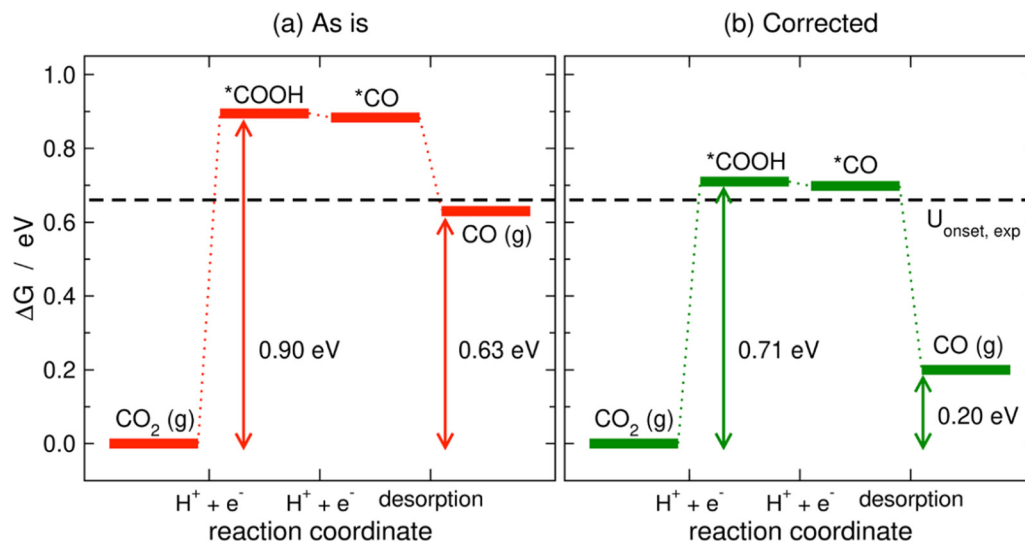 (a) As is
(b) Corrected
ΔG / eV
1.0
0.8
0.6
0.4
0.2
0.0
*COOH
*CO
CO (g)
0.90 eV
0.63 eV
CO₂ (g)
H⁺ + e⁻
H⁺ + e⁻
desorption
reaction coordinate
*COOH
*CO
U onset, exp
0.71 eV
CO (g)
0.20 eV
CO₂ (g)
H⁺ + e⁻
H⁺ + e⁻
desorption
reaction coordinate